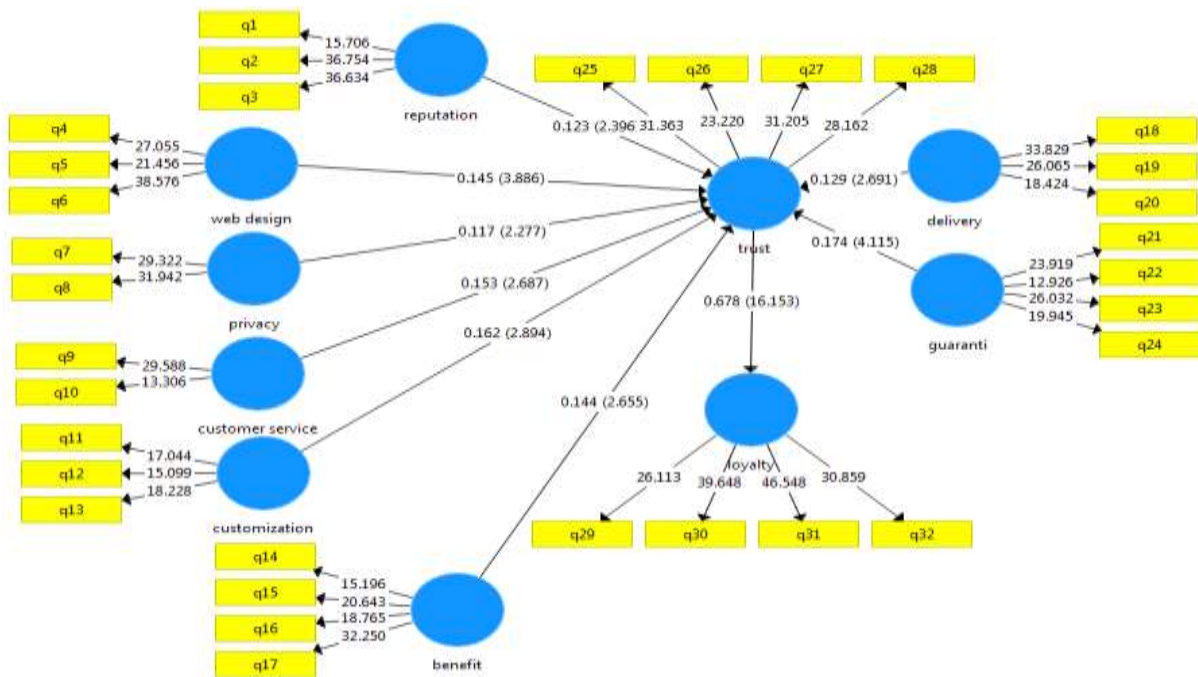 q1
q2
q3
15.706
36.754
36.634
reputation
q25
q26
q27
q28
31.363
23.220
31.205
28.162
0.123 (2.396
q4
q5
q6
27.055
21.456
38.576
web design
0.145 (3.886)
trust
0.129 (2.691)
delivery
33.829
26.065
18.424
q18
q19
q20
q7
q8
29.322
31.942
privacy
0.117 (2.277)
0.174 (4.115)
guaranti
23.919
12.926
26.032
19.945
q21
q22
q23
q24
q9
q10
29.588
13.306
customer service
0.153 (2.687)
0.678 (16.153)
q11
q12
q13
17.044
15.099
18.228
customization
0.162 (2.894)
0.144 (2.655)
loyalty
26.113
39.648
46.548
30.859
q29
q30
q31
q32
q14
q15
q16
q17
15.196
20.643
18.765
32.250
benefit